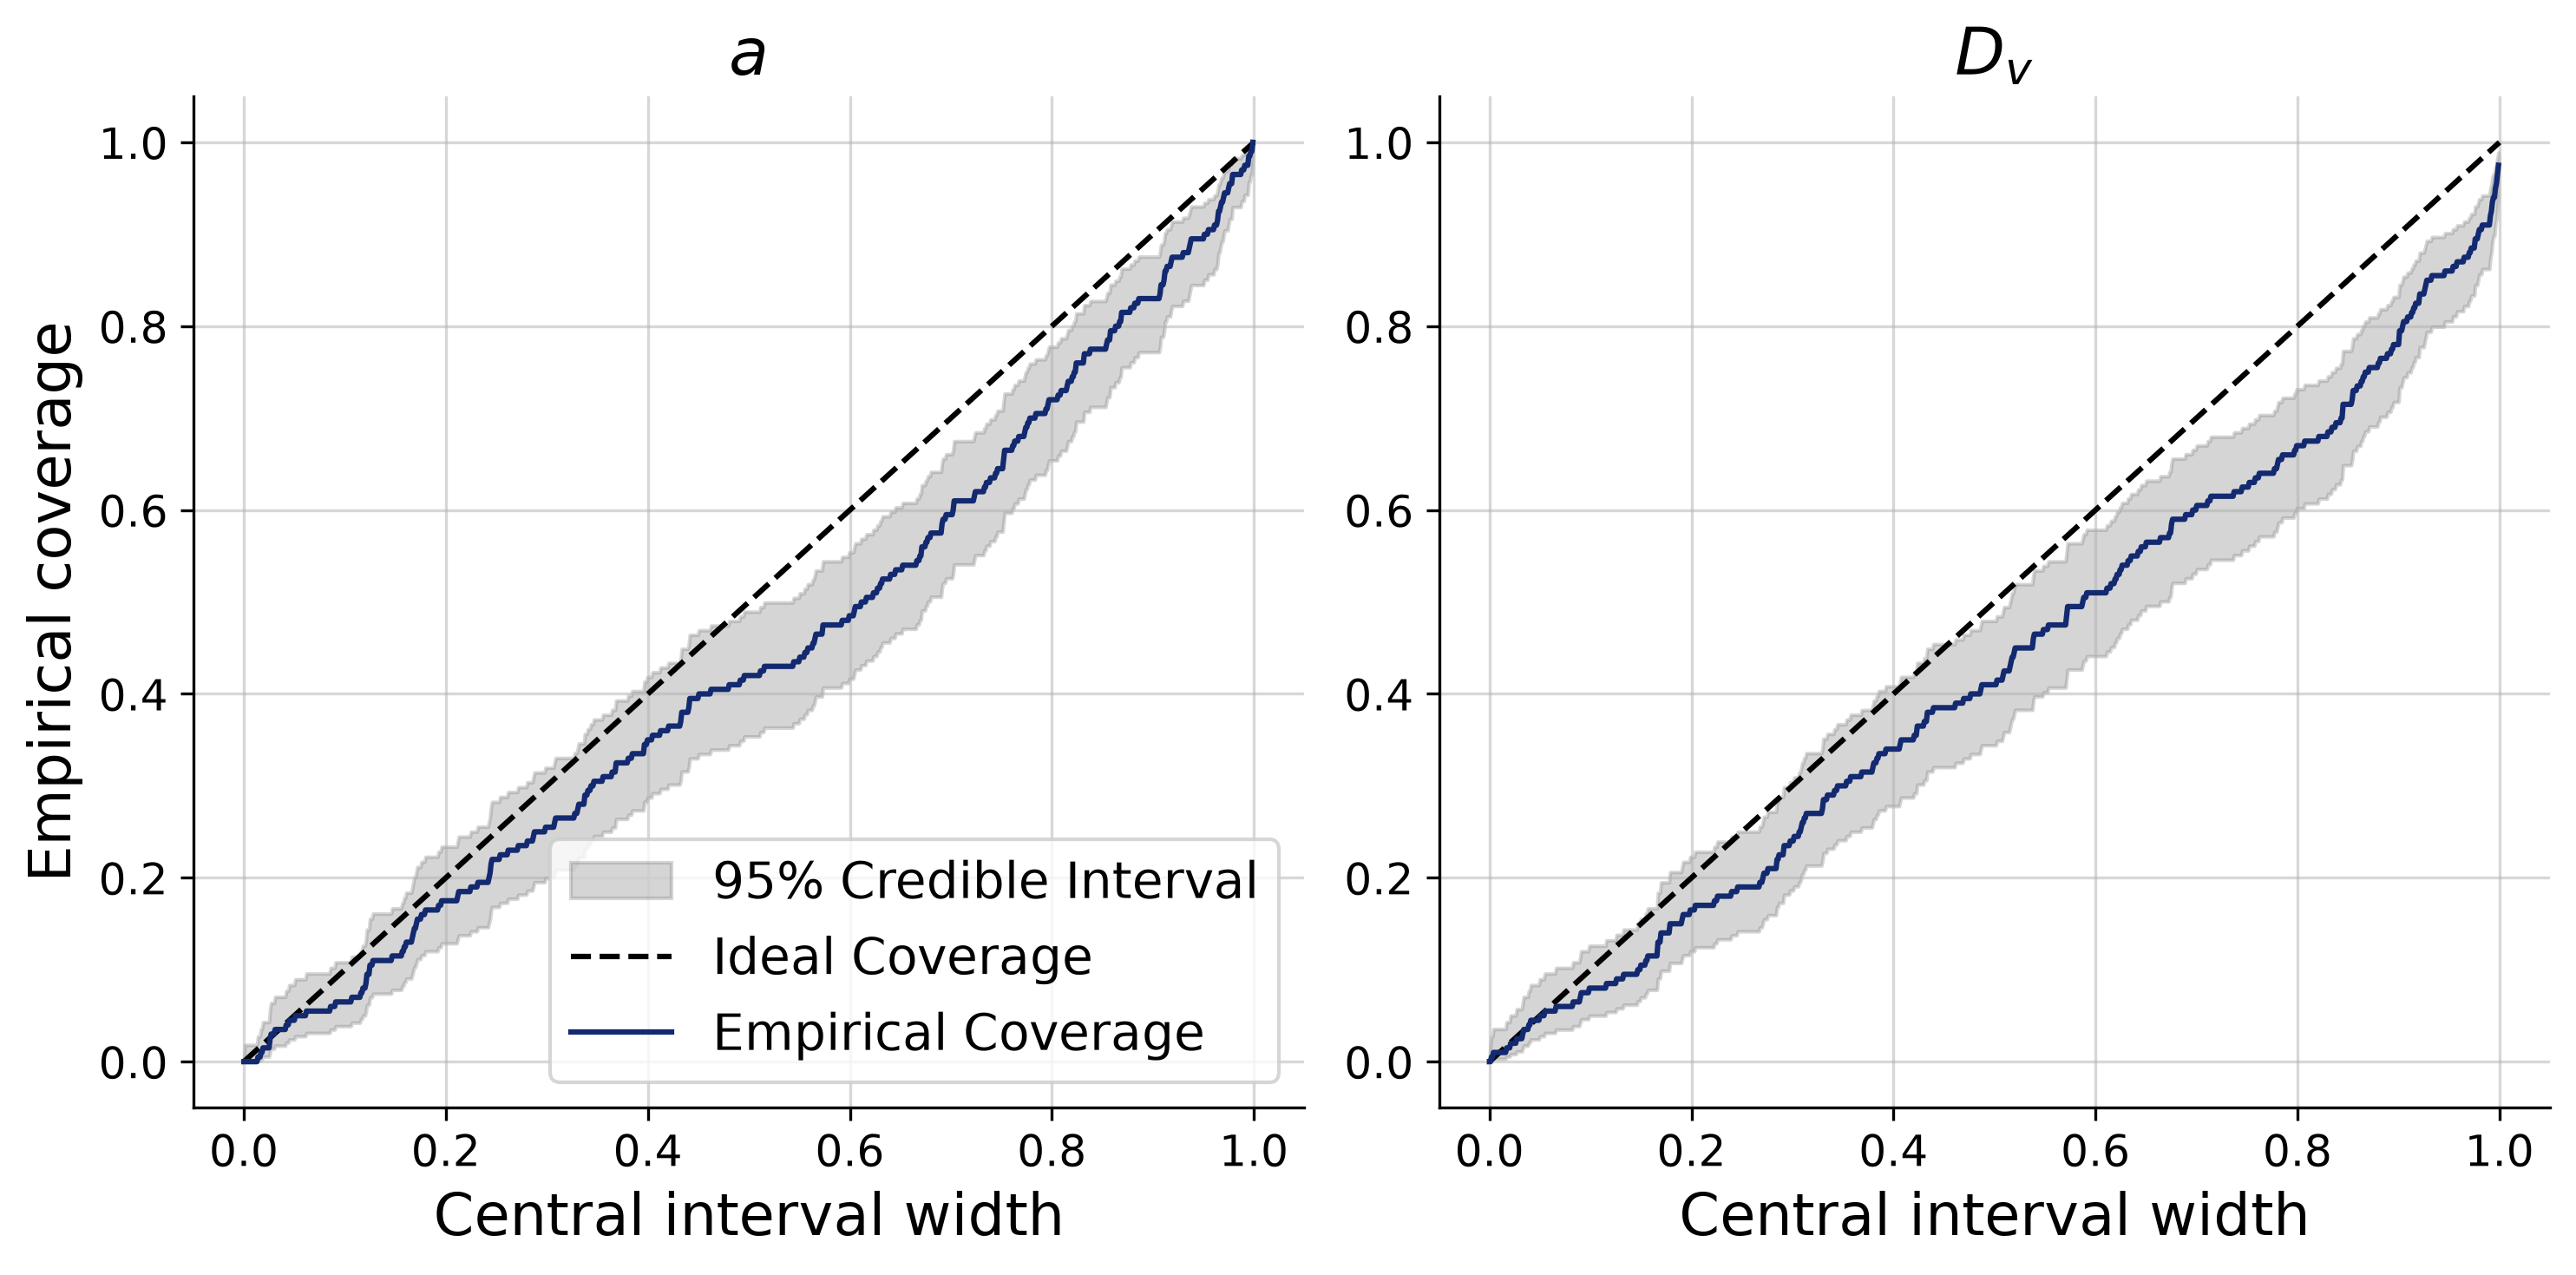 a
D_v
Empirical coverage
1.0
0.8
0.6
0.4
0.2
0.0
0.0 0.2 0.4 0.6 0.8 1.0
Central interval width
95% Credible Interval
Ideal Coverage
Empirical Coverage
1.0
0.8
0.6
0.4
0.2
0.0
0.0 0.2 0.4 0.6 0.8 1.0
Central interval width